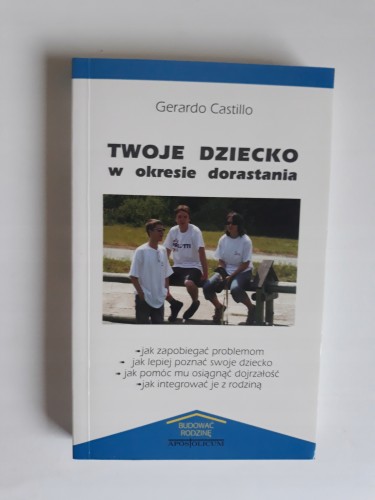 Gerardo Castillo
TWOJE DZIECKO
w okresie dorastania
➛jak zapobiegać problemom
➛ jak lepiej poznać swoje dziecko
➛ jak pomóc mu osiągnąć dojrzałość
➛jak integrować je z rodziną
BUDOWAĆ
RODZINĘ
APOSTOLICUM